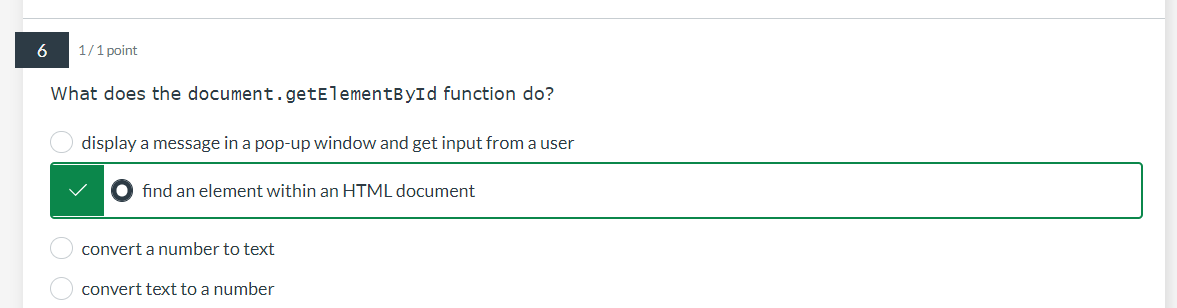 6
1 / 1 point
What does the document.getElementById function do?
display a message in a pop-up window and get input from a user
find an element within an HTML document
convert a number to text
convert text to a number